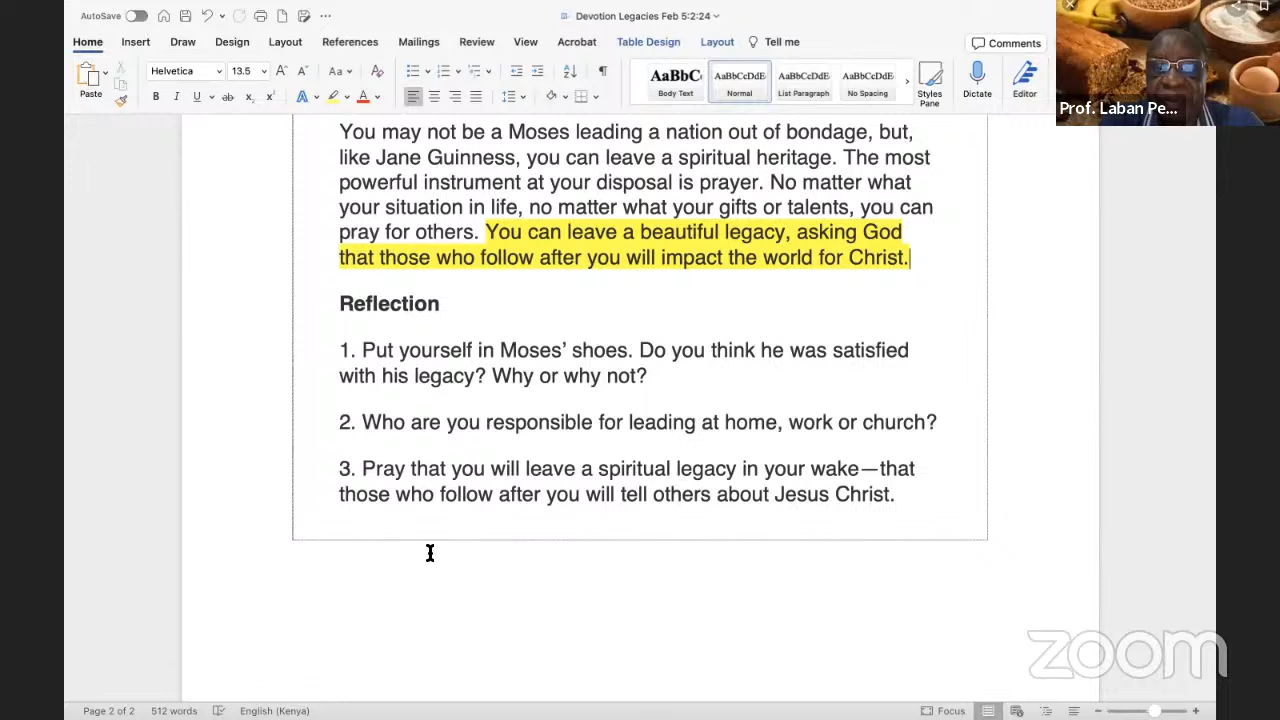 AutoSave
Devotion Legacies Feb 5:2:24
Home Insert Draw Design Layout References Mailings Review View Acrobat Table Design Layout Tell me
Comments
Prof. Laban Pe...
Paste
Helvetica 13.5
AaBbC AaBbCcDdE AaBbCcDdE AaBbCcDdE
Body Text Normal List Paragraph No Spacing
Styles Pane
Dictate
Editor
You may not be a Moses leading a nation out of bondage, but,
like Jane Guinness, you can leave a spiritual heritage. The most
powerful instrument at your disposal is prayer. No matter what
your situation in life, no matter what your gifts or talents, you can
pray for others. You can leave a beautiful legacy, asking God
that those who follow after you will impact the world for Christ.
Reflection
1. Put yourself in Moses’ shoes. Do you think he was satisfied
with his legacy? Why or why not?
2. Who are you responsible for leading at home, work or church?
3. Pray that you will leave a spiritual legacy in your wake—that
those who follow after you will tell others about Jesus Christ.
zoom
Page 2 of 2 512 words English (Kenya) Focus